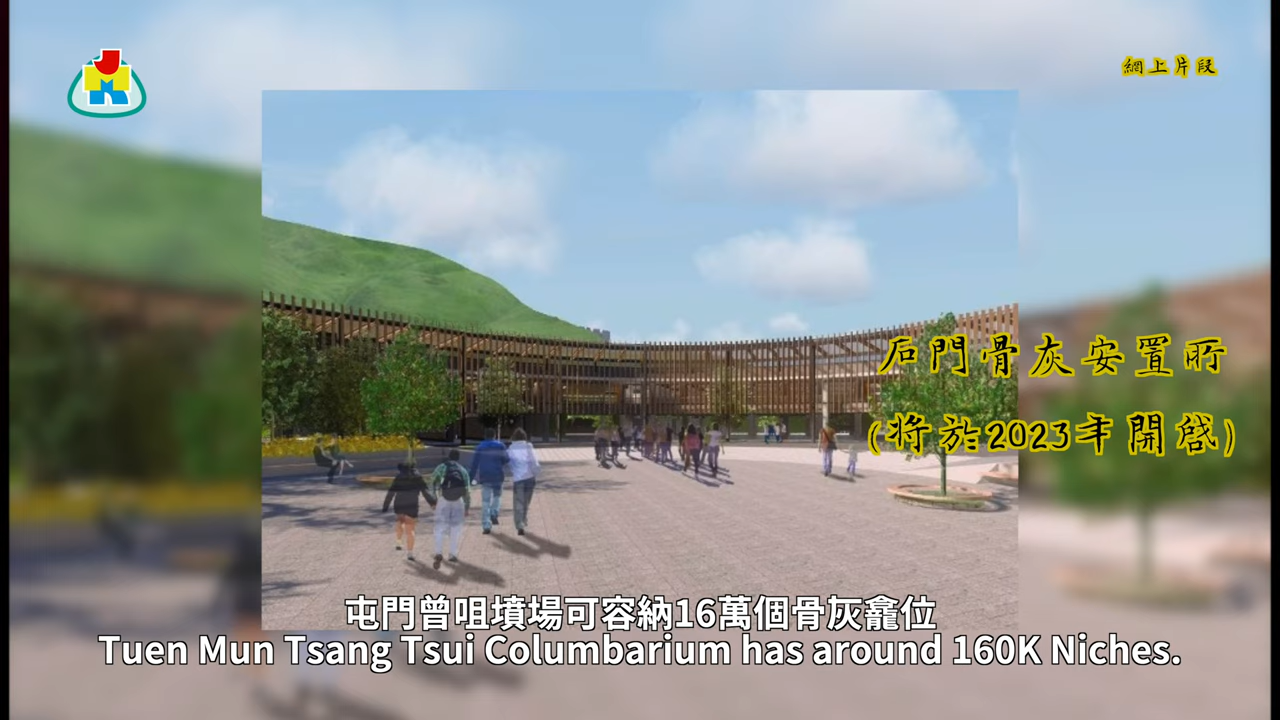 網上片段
石門骨灰安置所
(將於2023年開啟)
屯門曾咀墳場可容納16萬個骨灰龕位
Tuen Mun Tsang Tsui Columbarium has around 160K Niches.